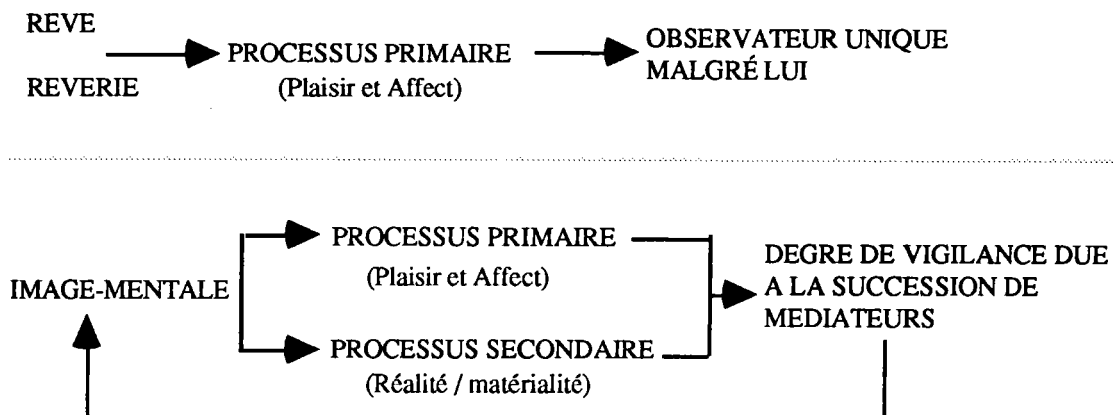 REVE
REVERIE
PROCESSUS PRIMAIRE
(Plaisir et Affect)
OBSERVATEUR UNIQUE
MALGRÉ LUI
IMAGE-MENTALE
PROCESSUS PRIMAIRE
(Plaisir et Affect)
PROCESSUS SECONDAIRE
(Réalité / matérialité)
DEGRE DE VIGILANCE DUE
A LA SUCCESSION DE
MEDIATEURS